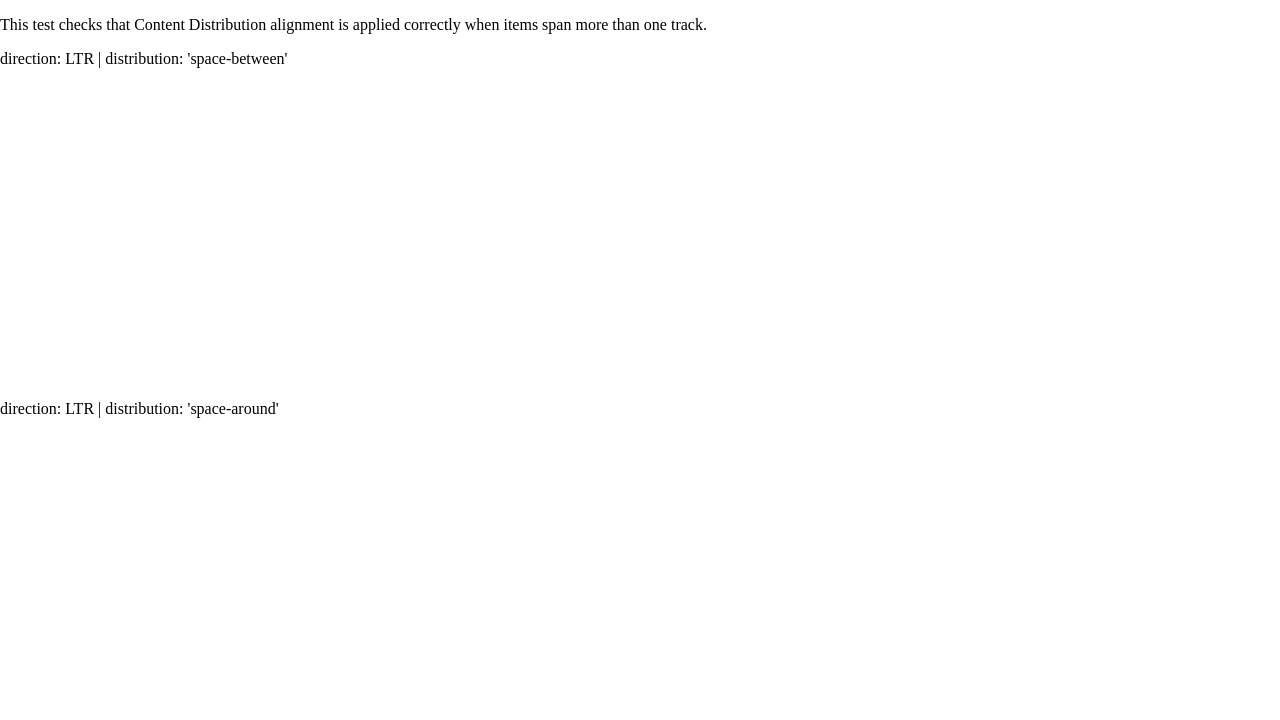 This test checks that Content Distribution alignment is applied correctly when items span more than one track.
direction: LTR | distribution: 'space-between'
direction: LTR | distribution: 'space-around'